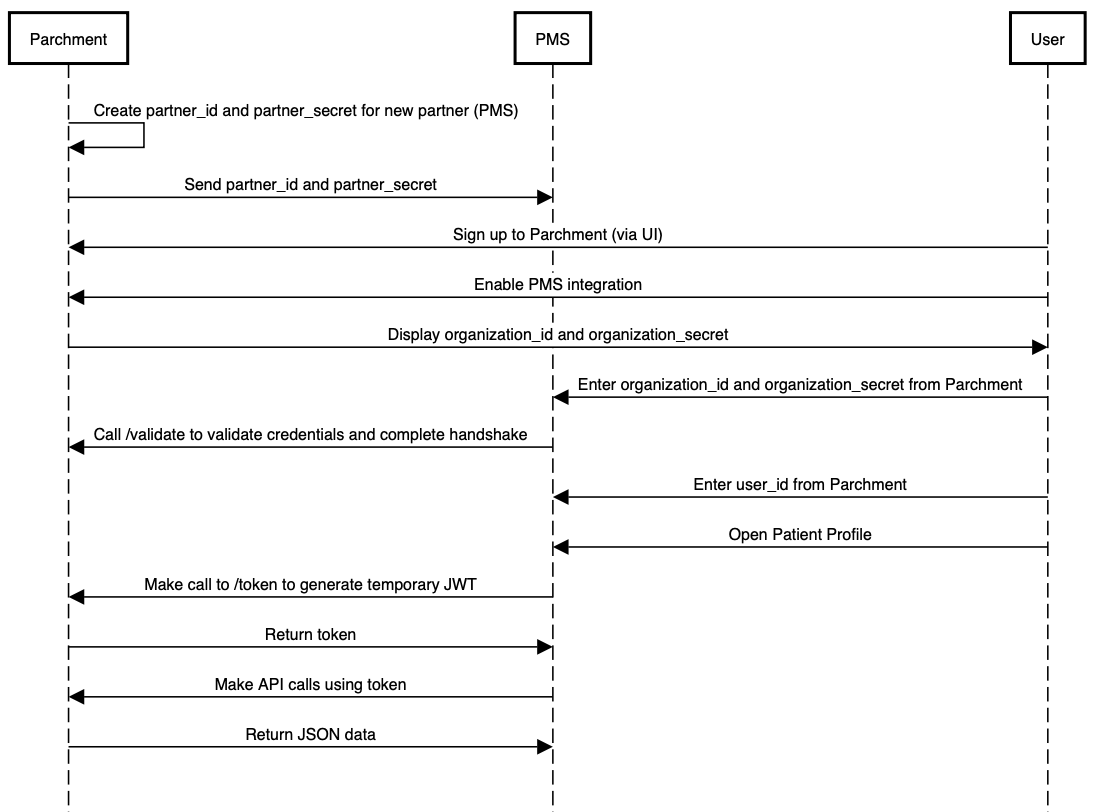 Parchment
PMS
User
Create partner_id and partner_secret for new partner (PMS)
Send partner_id and partner_secret
Sign up to Parchment (via UI)
Enable PMS integration
Display organization_id and organization_secret
Enter organization_id and organization_secret from Parchment
Call /validate to validate credentials and complete handshake
Enter user_id from Parchment
Open Patient Profile
Make call to /token to generate temporary JWT
Return token
Make API calls using token
Return JSON data